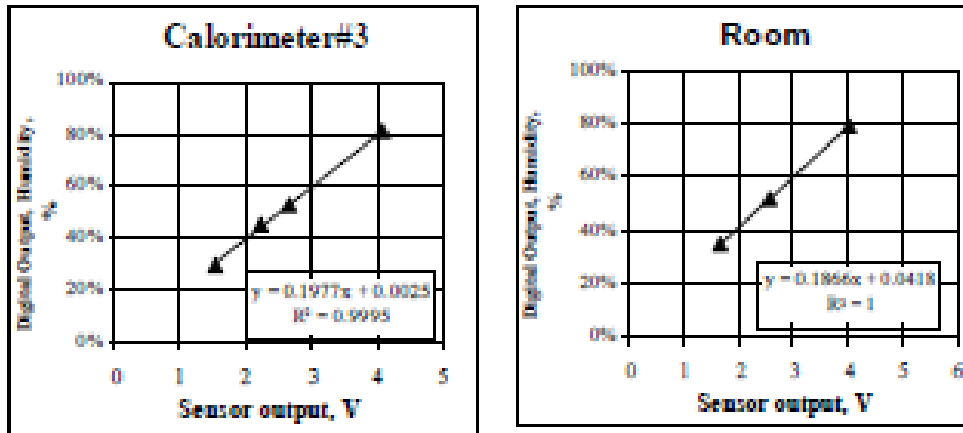 Calorimeter#3
Digital Output, Humidity,
%
100%
80%
60%
40%
20%
0%
y = 0.1977x + 0.0025
R² = 0.9995
0 1 2 3 4 5
Sensor output, V
Room
Digital Output, Humidity,
%
100%
80%
60%
40%
20%
0%
y = 0.1866x + 0.0418
R² = 1
0 1 2 3 4 5 6
Sensor output, V